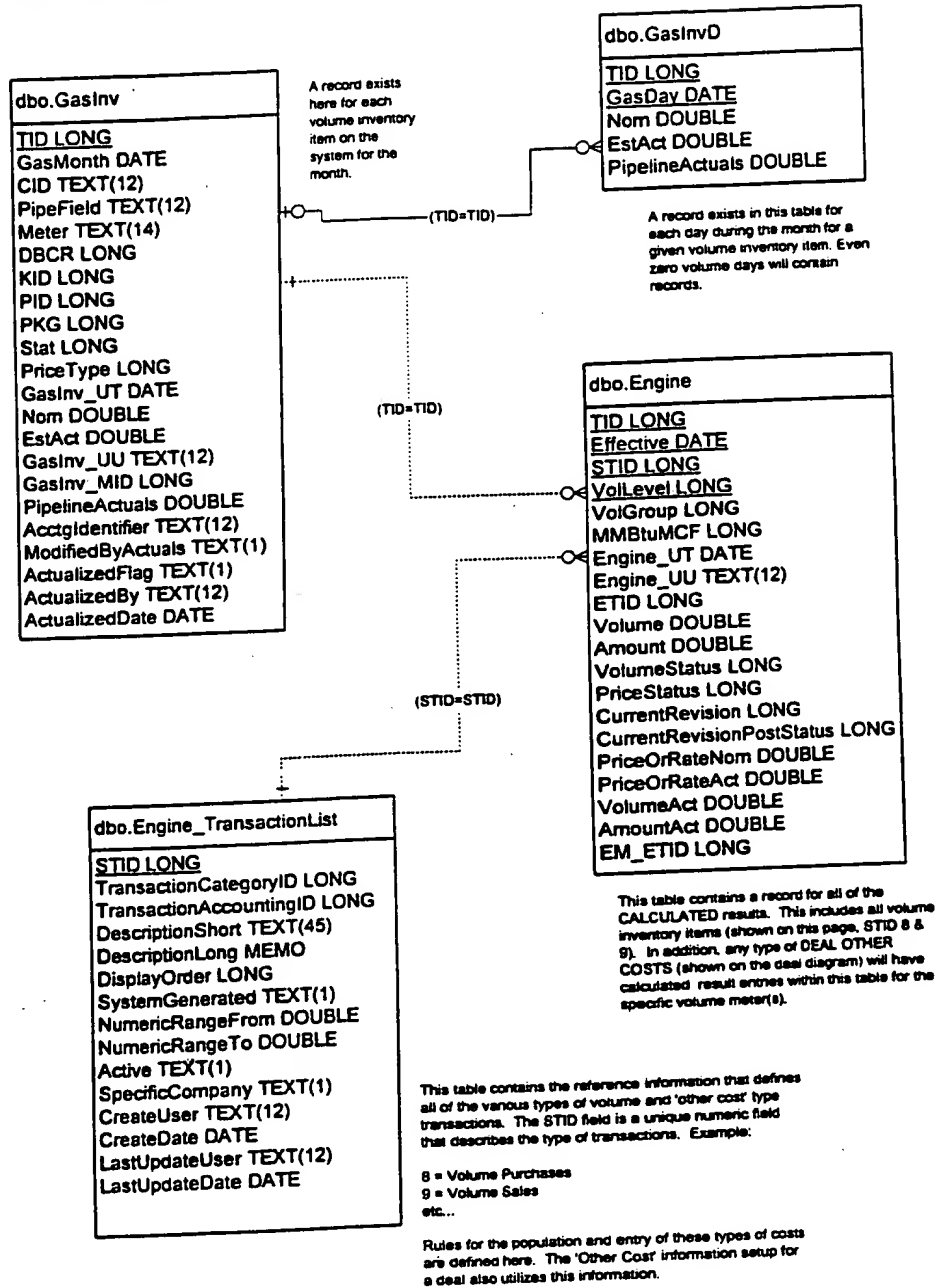 dbo.GasInv
TID LONG
GasMonth DATE
CID TEXT(12)
PipeField TEXT(12)
Meter TEXT(14)
DBCR LONG
KID LONG
PID LONG
PKG LONG
Stat LONG
PriceType LONG
GasInv_UT DATE
Nom DOUBLE
EstAct DOUBLE
GasInv_UU TEXT(12)
GasInv_MID LONG
PipelineActuals DOUBLE
AcctgIdentifier TEXT(12)
ModifiedByActuals TEXT(1)
ActualizedFlag TEXT(1)
ActualizedBy TEXT(12)
ActualizedDate DATE
A record exists
here for each
volume inventory
item on the
system for the
month.
dbo.GasInvD
TID LONG
GasDay DATE
Nom DOUBLE
EstAct DOUBLE
PipelineActuals DOUBLE
(TID=TID)
A record exists in this table for
each day during the month for a
given volume inventory item. Even
zero volume days will contain
records.
(TID=TID)
dbo.Engine
TID LONG
Effective DATE
STID LONG
VolLevel LONG
VolGroup LONG
MMBtuMCF LONG
Engine_UT DATE
Engine_UU TEXT(12)
ETID LONG
Volume DOUBLE
Amount DOUBLE
VolumeStatus LONG
PriceStatus LONG
CurrentRevision LONG
CurrentRevisionPostStatus LONG
PriceOrRateNom DOUBLE
PriceOrRateAct DOUBLE
VolumeAct DOUBLE
AmountAct DOUBLE
EM_ETID LONG
(STID=STID)
This table contains a record for all of the
CALCULATED results. This includes all volume
inventory items (shown on this page, STID 8 &
9). In addition, any type of DEAL OTHER
COSTS (shown on the deal diagram) will have
calculated result entries within this table for the
specific volume meter(s).
dbo.Engine_TransactionList
STID LONG
TransactionCategoryID LONG
TransactionAccountingID LONG
DescriptionShort TEXT(45)
DescriptionLong MEMO
DisplayOrder LONG
SystemGenerated TEXT(1)
NumericRangeFrom DOUBLE
NumericRangeTo DOUBLE
Active TEXT(1)
SpecificCompany TEXT(1)
CreateUser TEXT(12)
CreateDate DATE
LastUpdateUser TEXT(12)
LastUpdateDate DATE
This table contains the reference information that defines
all of the various types of volume and 'other cost' type
transactions. The STID field is a unique numeric field
that describes the type of transactions. Example:
8 = Volume Purchases
9 = Volume Sales
etc...
Rules for the population and entry of these types of costs
are defined here. The 'Other Cost' information setup for
a deal also utilizes this information.